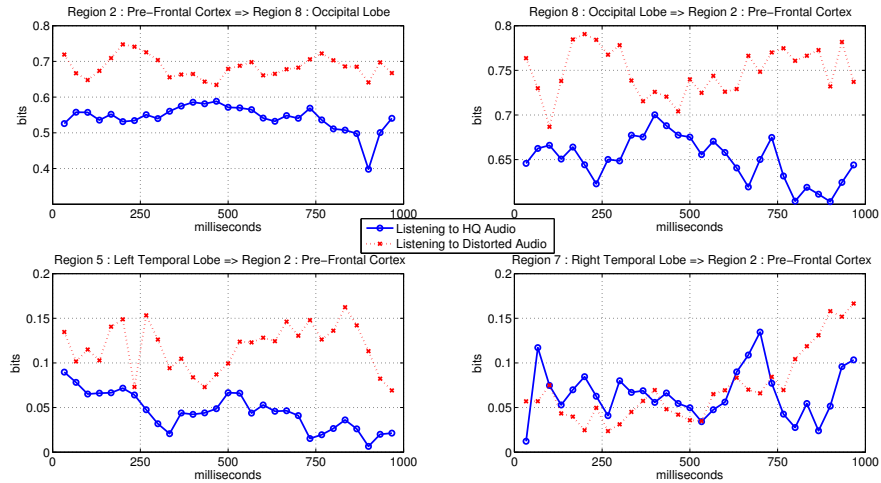 Region 2 : Pre-Frontal Cortex => Region 8 : Occipital Lobe
0.8
0.7
0.6
0.5
0.4
bits
0
250
500
750
1000
milliseconds
Region 8 : Occipital Lobe => Region 2 : Pre-Frontal Cortex
0.8
0.75
0.7
0.65
bits
0
250
500
750
1000
milliseconds
Listening to HQ Audio
Listening to Distorted Audio
Region 5 : Left Temporal Lobe => Region 2 : Pre-Frontal Cortex
0.2
0.15
0.1
0.05
0
bits
0
250
500
750
1000
milliseconds
Region 7 : Right Temporal Lobe => Region 2 : Pre-Frontal Cortex
0.2
0.15
0.1
0.05
0
bits
0
250
500
750
1000
milliseconds